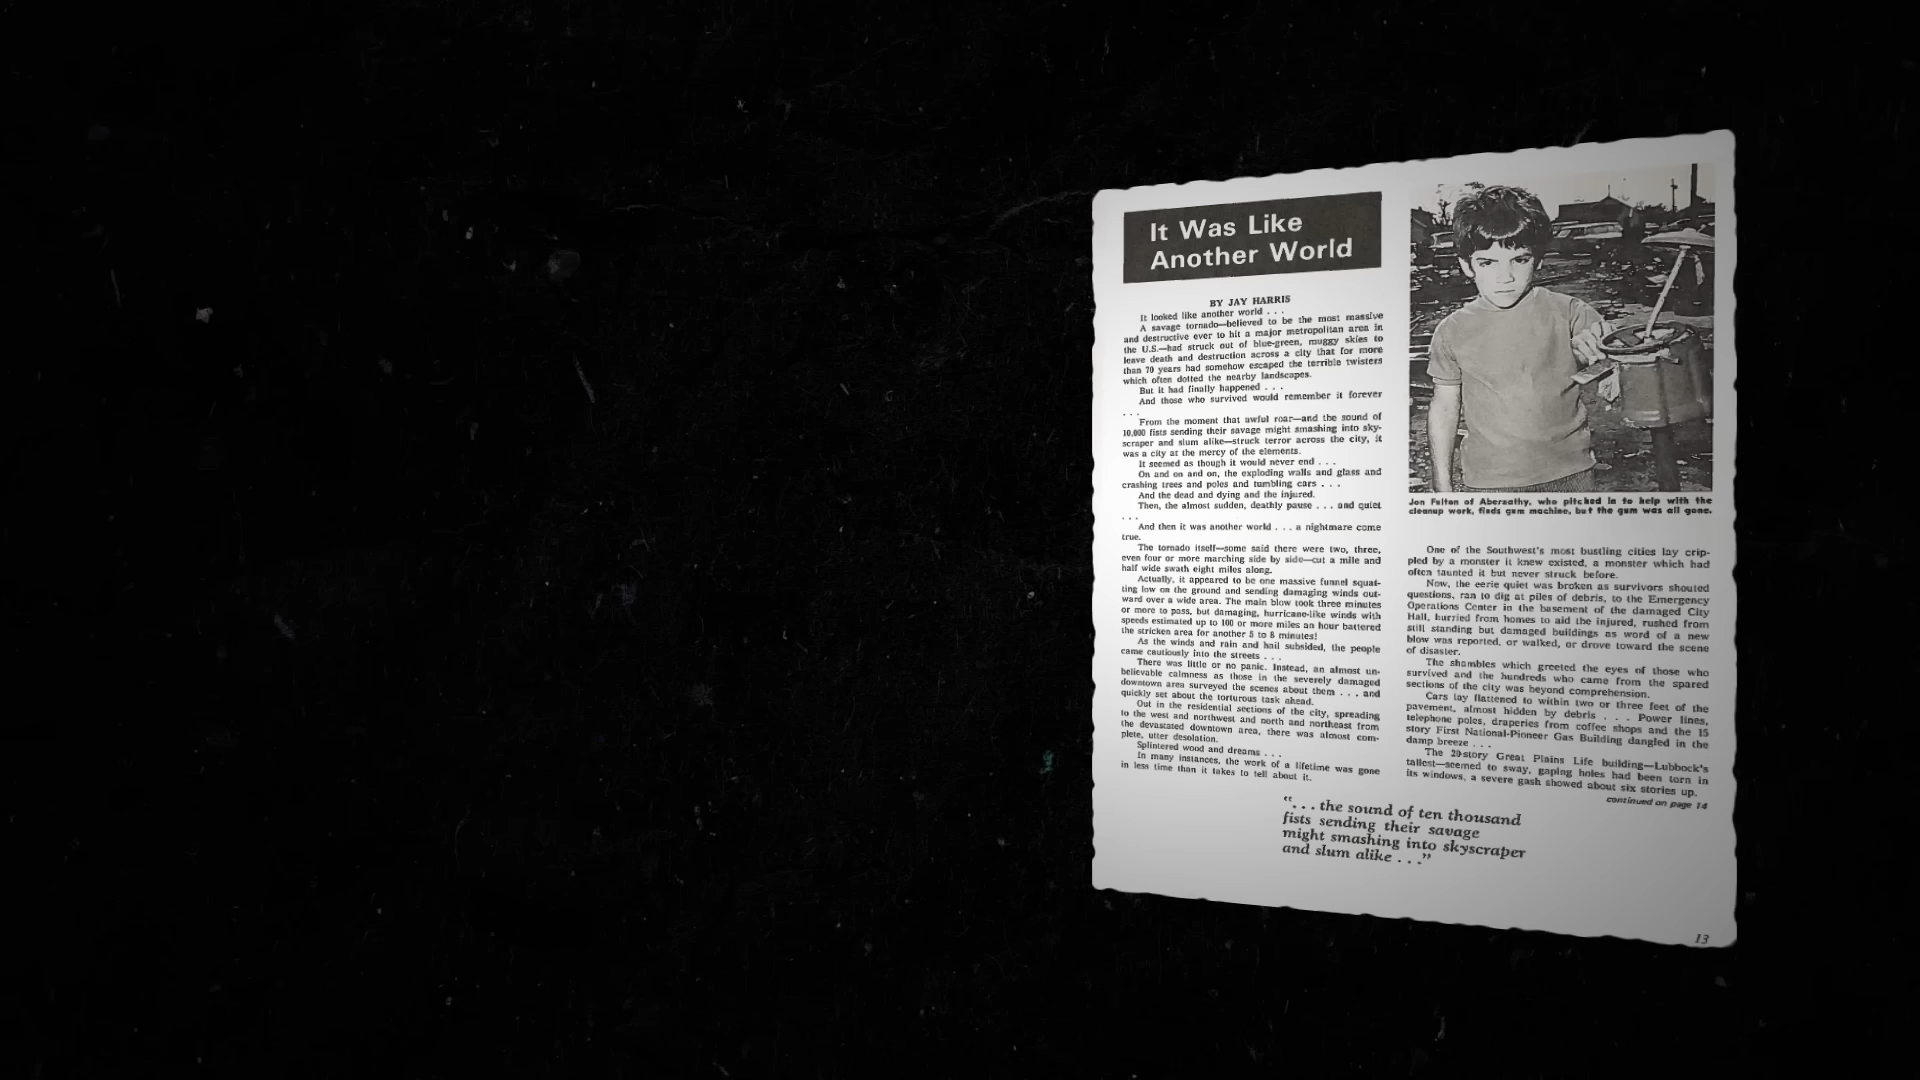 It Was Like
Another World
BY JAY HARRIS
It looked like another world . . .
A savage tornado—believed to be the most massive
and destructive ever to hit a major metropolitan area in
the U.S.—had struck out of blue-green, muggy skies to
leave death and destruction across a city that for more
than 70 years had somehow escaped the terrible twisters
which often dotted the nearby landscapes.
But it had finally happened . . .
And those who survived would remember it forever
. . .
From the moment that awful roar—and the sound of
10,000 fists sending their savage might smashing into sky-
scraper and slum alike—struck terror across the city, it
was a city at the mercy of the elements.
It seemed as though it would never end . . .
On and on and on, the exploding walls and glass and
crashing trees and poles and tumbling cars . . .
And the dead and dying and the injured.
Then, the almost sudden, deathly pause . . . and quiet
. . .
And then it was another world . . . a nightmare come
true.
The tornado itself—some said there were two, three,
even four or more marching side by side—cut a mile and
half wide swath eight miles along.
Actually, it appeared to be one massive funnel squat-
ting low on the ground and sending damaging winds out-
ward over a wide area. The main blow took three minutes
or more to pass, but damaging, hurricane-like winds with
speeds estimated up to 100 or more miles an hour battered
the stricken area for another 5 to 8 minutes!
As the winds and rain and hail subsided, the people
came cautiously into the streets . . .
There was little or no panic. Instead, an almost un-
believable calmness as those in the severely damaged
downtown area surveyed the scenes about them . . . and
quickly set about the torturous task ahead.
Out in the residential sections of the city, spreading
to the west and northwest and north and northeast from
the devastated downtown area, there was almost com-
plete, utter desolation.
Splintered wood and dreams . . .
In many instances, the work of a lifetime was gone
in less time than it takes to tell about it.
Jon Felton of Abernathy, who pitched in to help with the
cleanup work, finds gum machine, but the gum was all gone.
One of the Southwest's most bustling cities lay crip-
pled by a monster it knew existed, a monster which had
often taunted it but never struck before.
Now, the eerie quiet was broken as survivors shouted
questions, ran to dig at piles of debris, to the Emergency
Operations Center in the basement of the damaged City
Hall, hurried from homes to aid the injured, rushed from
still standing but damaged buildings as word of a new
blow was reported, or walked, or drove toward the scene
of disaster.
The shambles which greeted the eyes of those who
survived and the hundreds who came from the spared
sections of the city was beyond comprehension.
Cars lay flattened to within two or three feet of the
pavement, almost hidden by debris . . . Power lines,
telephone poles, draperies from coffee shops and the 15
story First National-Pioneer Gas Building dangled in the
damp breeze . . .
The 20-story Great Plains Life building—Lubbock's
tallest—seemed to sway, gaping holes had been torn in
its windows, a severe gash showed about six stories up.
continued on page 14
". . . the sound of ten thousand
fists sending their savage
might smashing into skyscraper
and slum alike . . ."
13